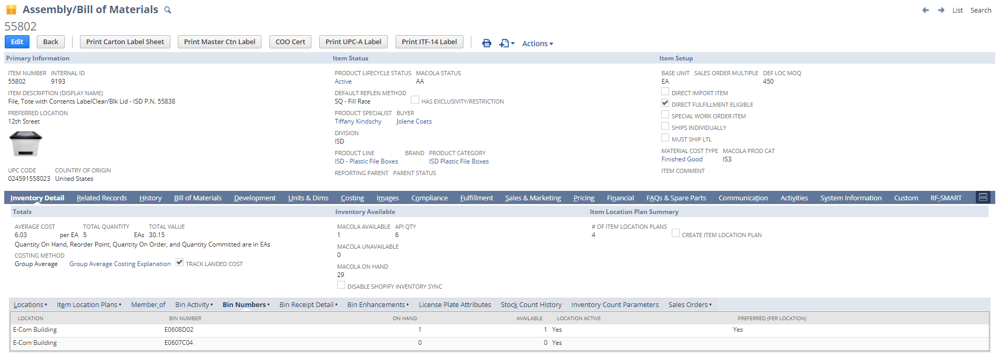 Assembly/Bill of Materials
List Search
55802
Edit Back Print Carton Label Sheet Print Master Ctn Label COO Cert Print UPC-A Label Print ITF-14 Label Actions
Primary Information Item Status Item Setup
ITEM NUMBER INTERNAL ID PRODUCT LIFECYCLE STATUS MACOLA STATUS BASE UNIT SALES ORDER MULTIPLE DEF LOC MOQ
55802 9193 Active AA EA 450
ITEM DESCRIPTION (DISPLAY NAME) DEFAULT REPLEN METHOD DIRECT IMPORT ITEM
File, Tote with Contents LabelClear/Blk Lid - ISD P.N. 55838 SQ - Fill Rate HAS EXCLUSIVITY/RESTRICTION DIRECT FULFILLMENT ELIGIBLE
PREFERRED LOCATION PRODUCT SPECIALIST BUYER SPECIAL WORK ORDER ITEM
12th Street Tiffany Kindschy Jolene Coats
SHIPS INDIVIDUALLY
DIVISION
ISD MUST SHIP LTL
PRODUCT LINE BRAND PRODUCT CATEGORY MATERIAL COST TYPE MACOLA PROD CAT
ISD - Plastic File Boxes ISD Plastic File Boxes Finished Good IS3
UPC CODE COUNTRY OF ORIGIN REPORTING PARENT PARENT STATUS ITEM COMMENT
024591558023 United States
Inventory Detail Related Records History Bill of Materials Development Units & Dims Costing Images Compliance Fulfillment Sales & Marketing Pricing Financial FAQs & Spare Parts Communication Activities System Information Custom RF-SMART
Totals Inventory Available Item Location Plan Summary
AVERAGE COST TOTAL QUANTITY TOTAL VALUE MACOLA AVAILABLE API QTY # OF ITEM LOCATION PLANS
6.03 per EA 5 EAs 30.15 1 6 4 CREATE ITEM LOCATION PLAN
Quantity On Hand, Reorder Point, Quantity On Order, and Quantity Committed are in EAs MACOLA UNAVAILABLE
0
COSTING METHOD
Group Average Group Average Costing Explanation TRACK LANDED COST MACOLA ON HAND
29
DISABLE SHOPIFY INVENTORY SYNC
Locations • Item Location Plans • Member of Bin Activity • Bin Numbers • Bin Receipt Detail • Bin Enhancements • License Plate Attributes Stock Count History Inventory Count Parameters Sales Orders •
LOCATION BIN NUMBER ON HAND AVAILABLE LOCATION ACTIVE PREFERRED (PER LOCATION)
E-Com Building E0608D02 1 1 Yes Yes
E-Com Building E0607C04 0 0 Yes